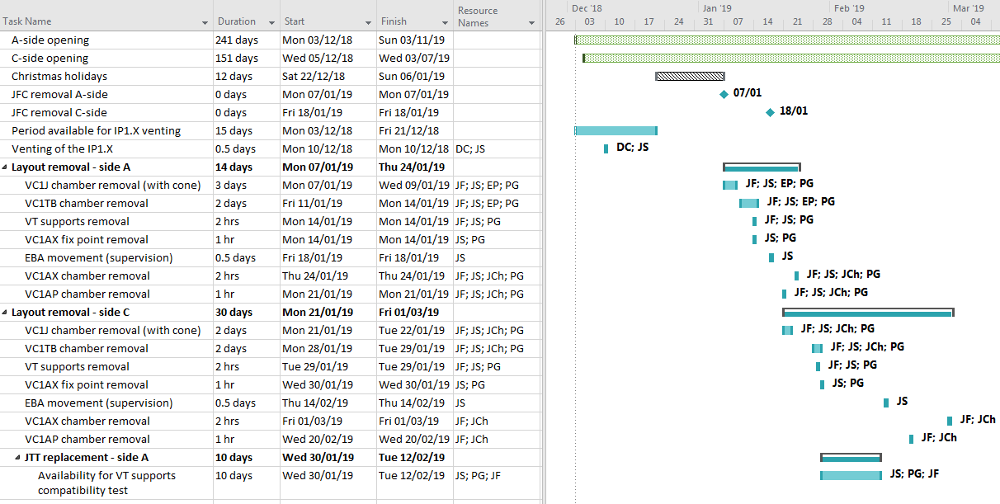 Task Name Duration Start Finish Resource Names
Dec '18 Jan '19 Feb '19 Mar '19
26 03 10 17 24 31 07 14 21 28 04 11 18 25 04
A-side opening 241 days Mon 03/12/18 Sun 03/11/19
C-side opening 151 days Wed 05/12/18 Wed 03/07/19
Christmas holidays 12 days Sat 22/12/18 Sun 06/01/19
JFC removal A-side 0 days Mon 07/01/19 Mon 07/01/19 07/01
JFC removal C-side 0 days Fri 18/01/19 Fri 18/01/19 18/01
Period available for IP1.X venting 15 days Mon 03/12/18 Fri 21/12/18
Venting of the IP1.X 0.5 days Mon 10/12/18 Mon 10/12/18 DC; JS DC; JS
Layout removal - side A 14 days Mon 07/01/19 Thu 24/01/19
VC1J chamber removal (with cone) 3 days Mon 07/01/19 Wed 09/01/19 JF; JS; EP; PG JF; JS; EP; PG
VC1TB chamber removal 2 days Fri 11/01/19 Mon 14/01/19 JF; JS; EP; PG JF; JS; EP; PG
VT supports removal 2 hrs Mon 14/01/19 Mon 14/01/19 JF; JS; PG JF; JS; PG
VC1AX fix point removal 1 hr Mon 14/01/19 Mon 14/01/19 JS; PG JS; PG
EBA movement (supervision) 0.5 days Fri 18/01/19 Fri 18/01/19 JS JS
VC1AX chamber removal 2 hrs Thu 24/01/19 Thu 24/01/19 JF; JS; JCh; PG JF; JS; JCh; PG
VC1AP chamber removal 1 hr Mon 21/01/19 Mon 21/01/19 JF; JS; JCh; PG JF; JS; JCh; PG
Layout removal - side C 30 days Mon 21/01/19 Fri 01/03/19
VC1J chamber removal (with cone) 2 days Mon 21/01/19 Tue 22/01/19 JF; JS; JCh; PG JF; JS; JCh; PG
VC1TB chamber removal 2 days Mon 28/01/19 Tue 29/01/19 JF; JS; JCh; PG JF; JS; JCh; PG
VT supports removal 2 hrs Tue 29/01/19 Tue 29/01/19 JF; JS; PG JF; JS; PG
VC1AX fix point removal 1 hr Wed 30/01/19 Wed 30/01/19 JS; PG JS; PG
EBA movement (supervision) 0.5 days Thu 14/02/19 Thu 14/02/19 JS JS
VC1AX chamber removal 2 hrs Fri 01/03/19 Fri 01/03/19 JF; JCh JF; JCh
VC1AP chamber removal 1 hr Wed 20/02/19 Wed 20/02/19 JF; JCh JF; JCh
JTT replacement - side A 10 days Wed 30/01/19 Tue 12/02/19
Availability for VT supports 10 days Wed 30/01/19 Tue 12/02/19 JS; PG; JF JS; PG; JF
compatibility test